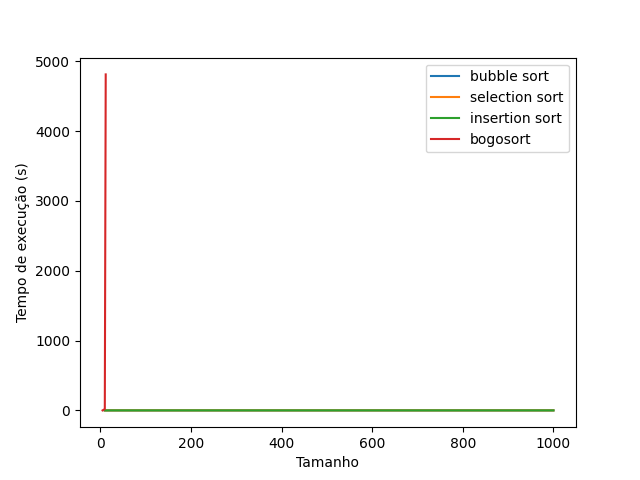 5000
4000
3000
2000
1000
0
Tempo de execução (s)
bubble sort
selection sort
insertion sort
bogosort
0 200 400 600 800 1000
Tamanho